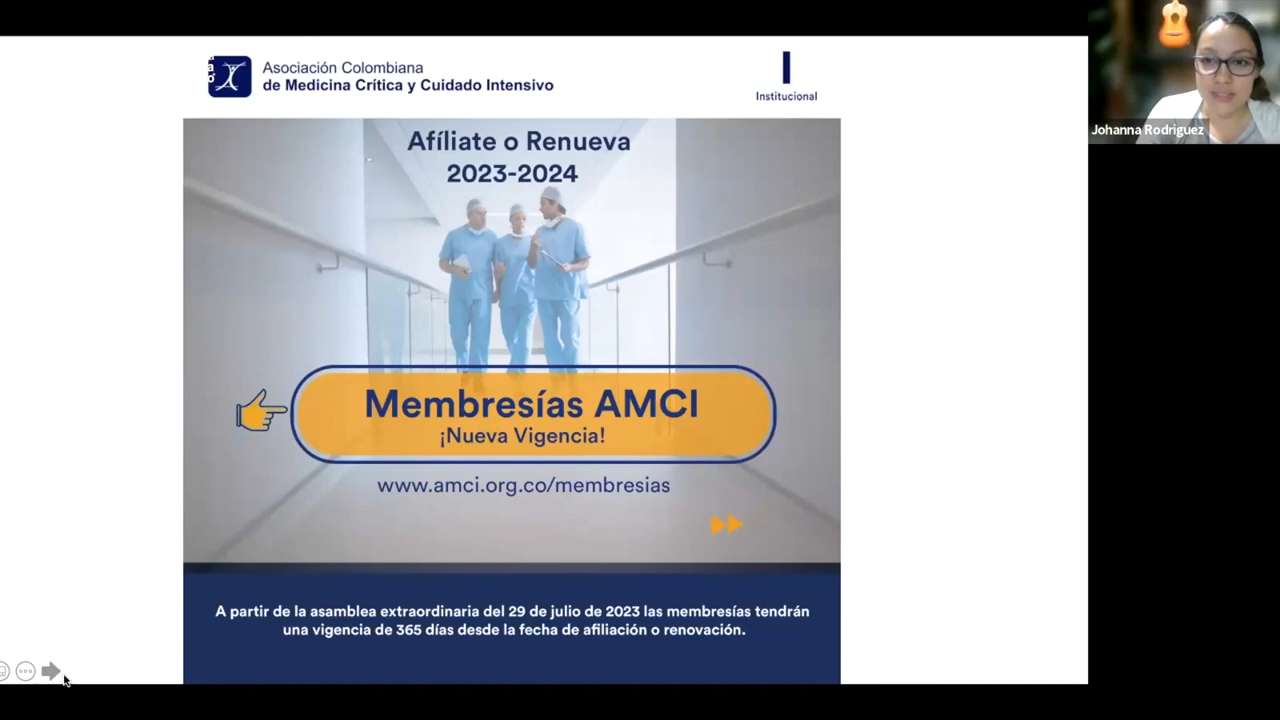 Asociación Colombiana
de Medicina Crítica y Cuidado Intensivo
Institucional
Johanna Rodriguez
Afíliate o Renueva
2023-2024
Membresías AMCI
¡Nueva Vigencia!
www.amci.org.co/membresias
A partir de la asamblea extraordinaria del 29 de julio de 2023 las membresías tendrán
una vigencia de 365 días desde la fecha de afiliación o renovación.